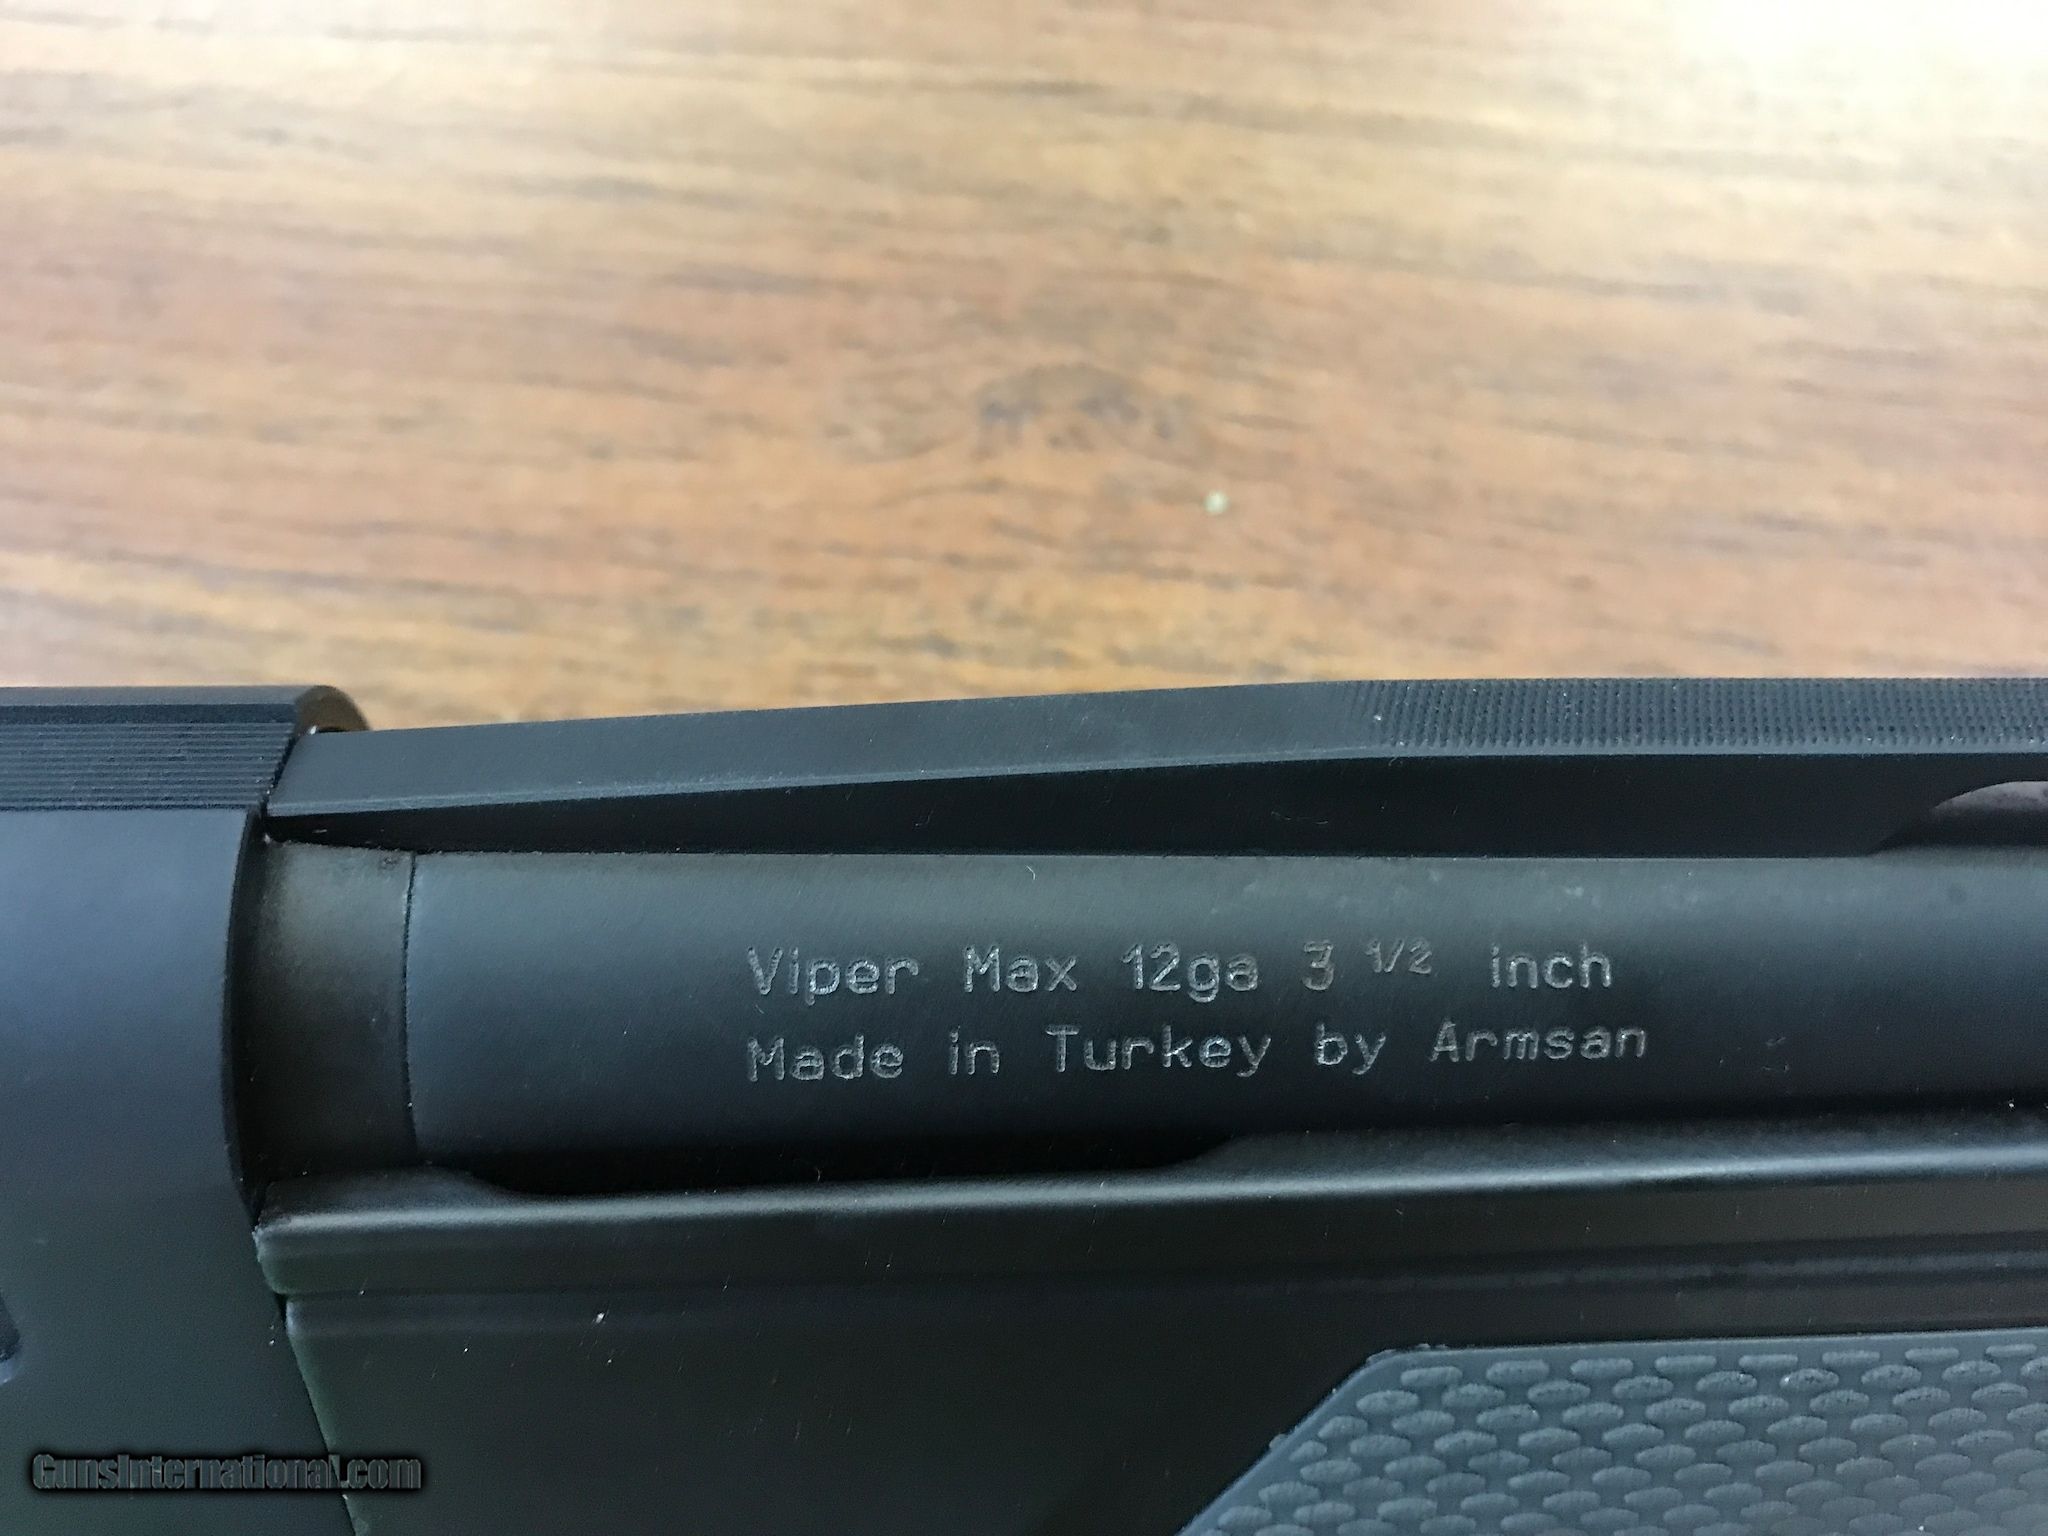 Viper Max 12ga 3 1/2 inch
Made in Turkey by Armsan
GunsInternational.com